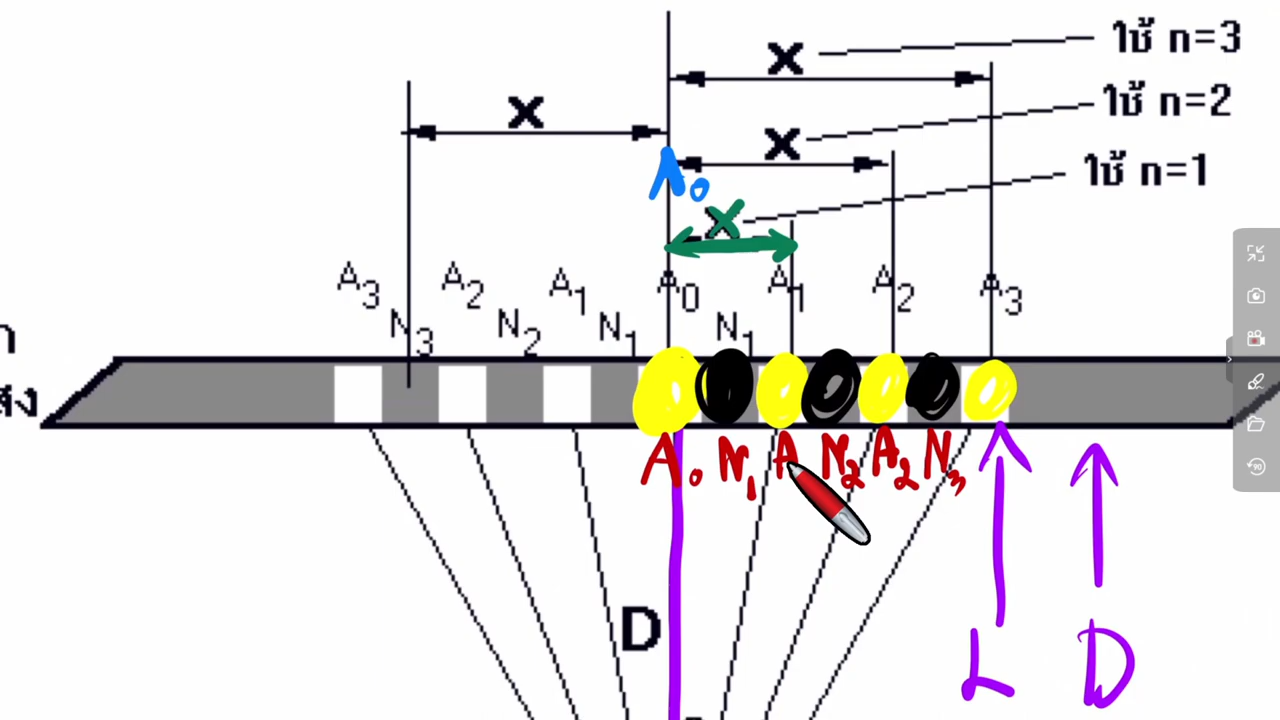 X ใช้ n=3
X X ใช้ n=2
X ใช้ n=1
A₀
A₃ A₂ A₁ A₀ A₁ A₂ A₃
N₃ N₂ N₁ N₁
A₀ N₁ A N₂ A₂ N₃
D
L D
90